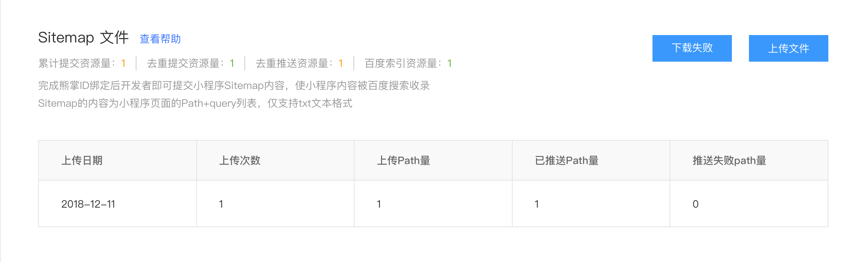 Sitemap 文件 查看帮助
下载失败 上传文件
累计提交资源量：1 去重提交资源量：1 去重推送资源量：1 百度索引资源量：1
完成熊掌ID绑定后开发者即可提交小程序Sitemap内容，使小程序内容被百度搜索收录
Sitemap的内容为小程序页面的Path+query列表，仅支持txt文本格式
上传日期 上传次数 上传Path量 已推送Path量 推送失败path量
2018-12-11 1 1 1 0